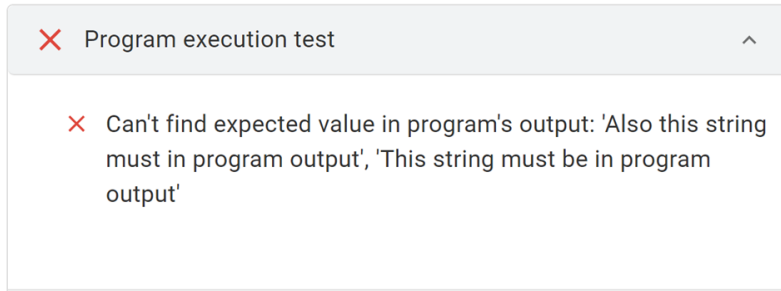 Program execution test
Can't find expected value in program's output: 'Also this string
must in program output', 'This string must be in program
output'